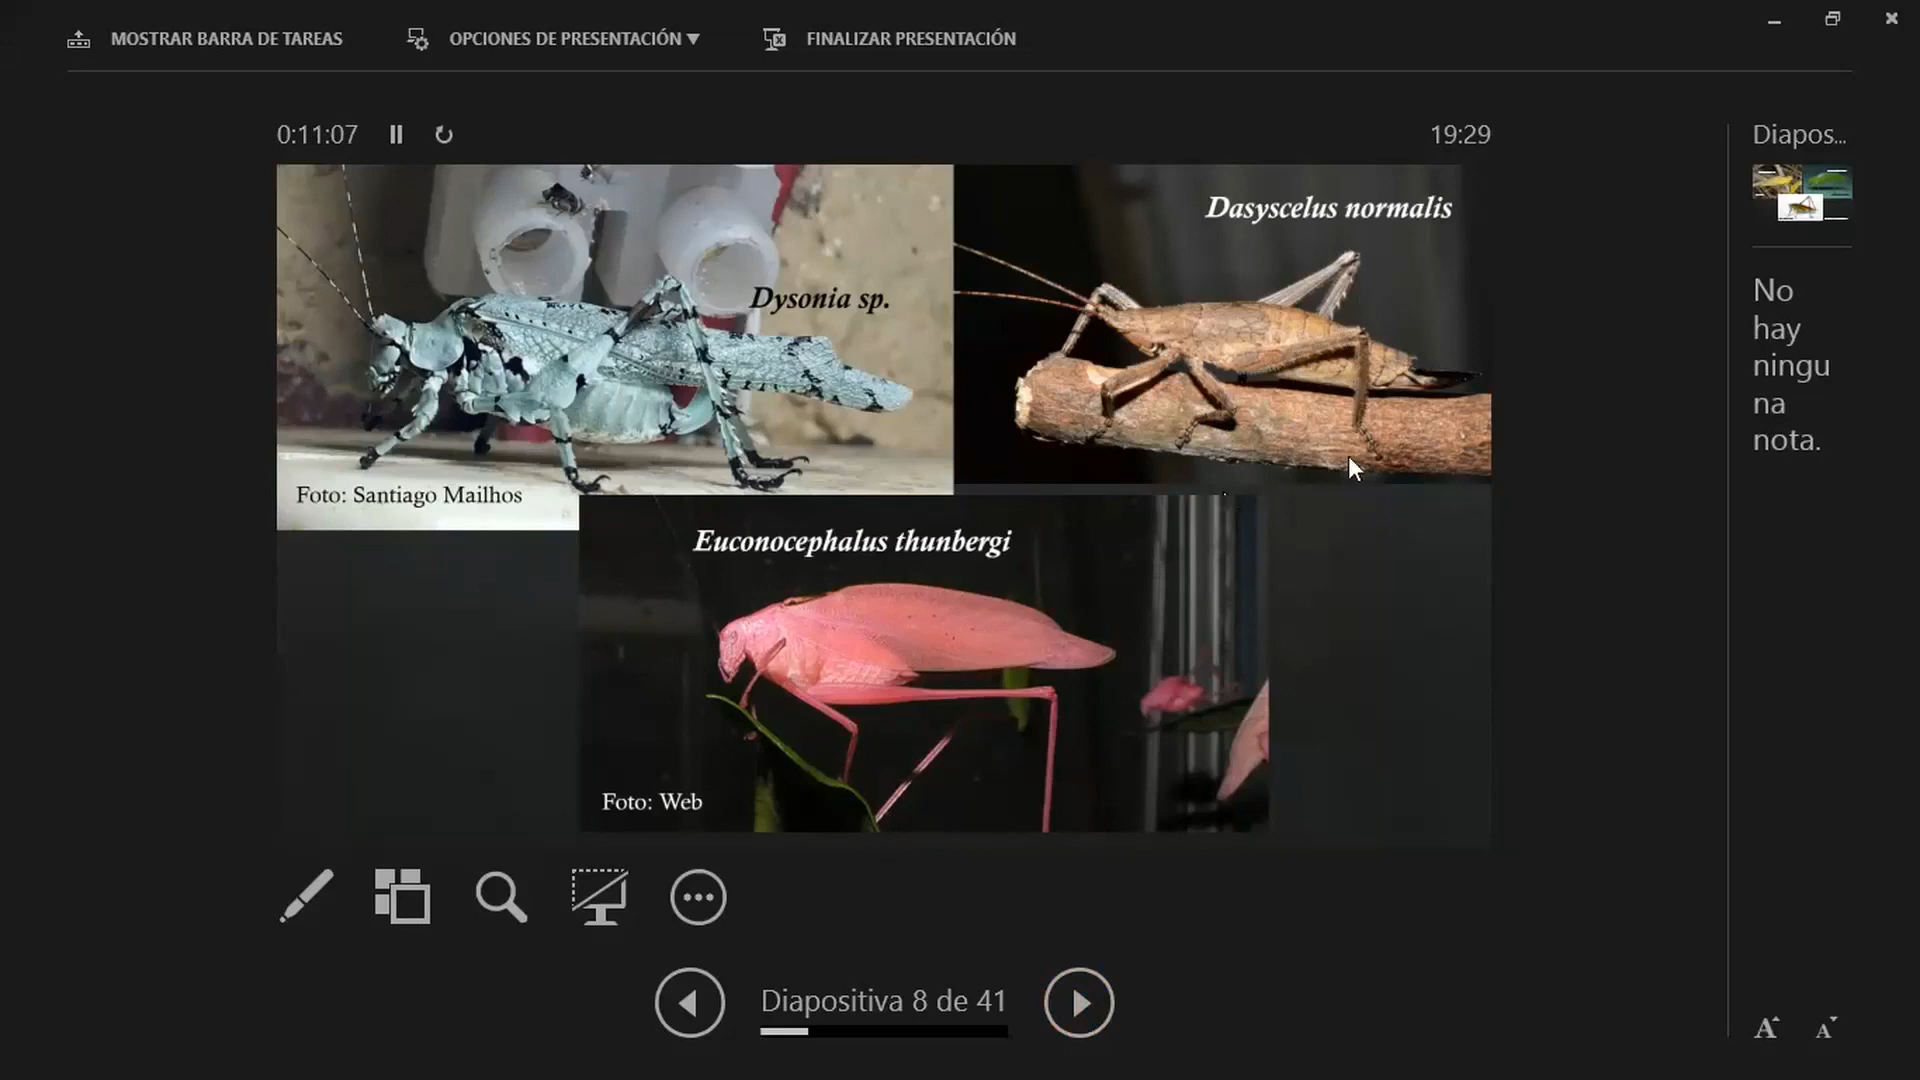 MOSTRAR BARRA DE TAREAS
OPCIONES DE PRESENTACIÓN
FINALIZAR PRESENTACIÓN
0:11:07
19:29
Diapos...
Dasyscelus normalis
Dysonia sp.
Foto: Santiago Mailhos
Euconocephalus thunbergi
Foto: Web
No
hay
ningu
na
nota.
Diapositiva 8 de 41
A
A